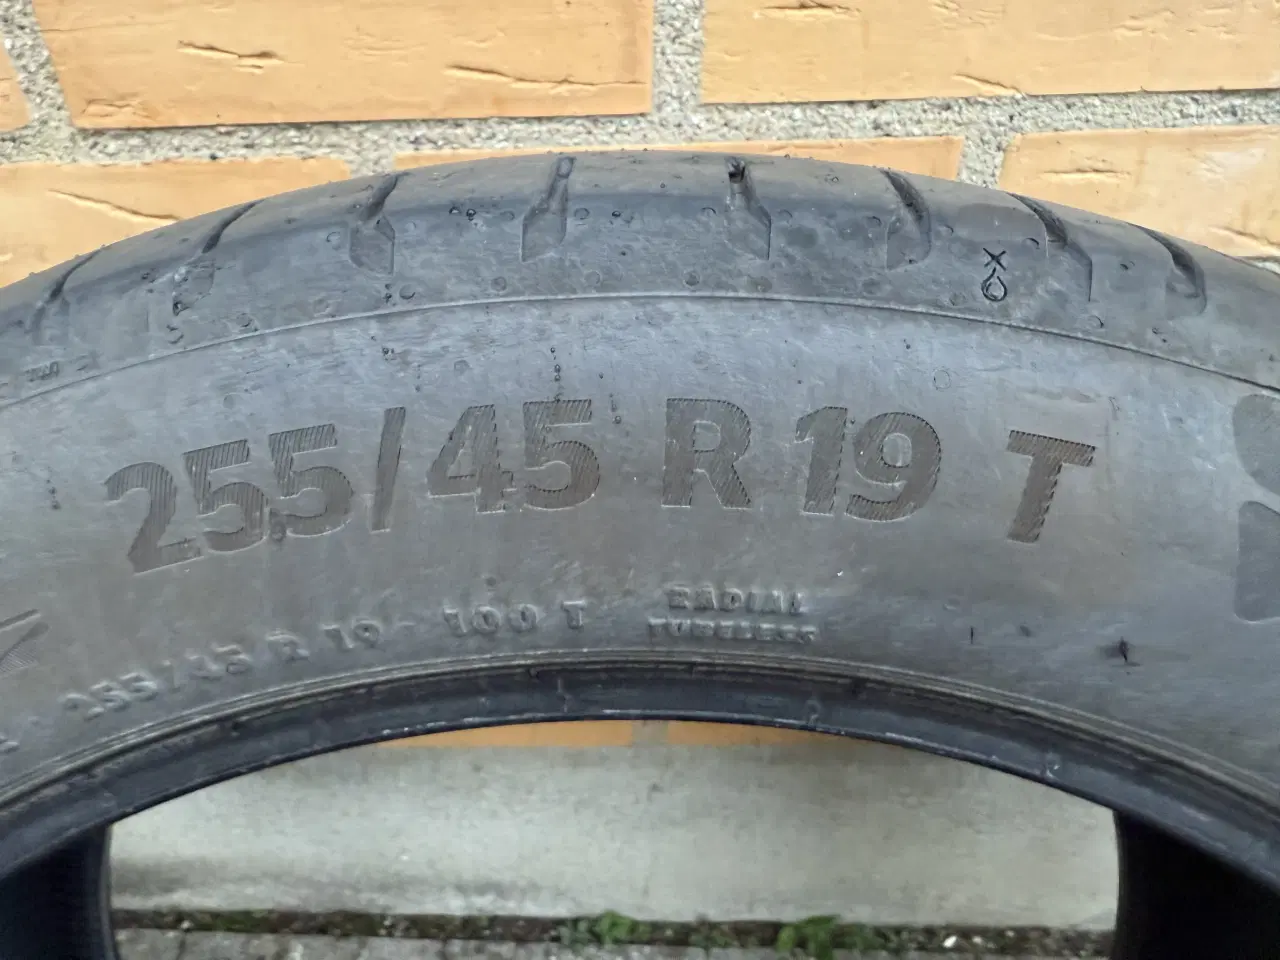 255/45 R 19 T
255/45 R 19 100 T
RADIAL
TUBELESS